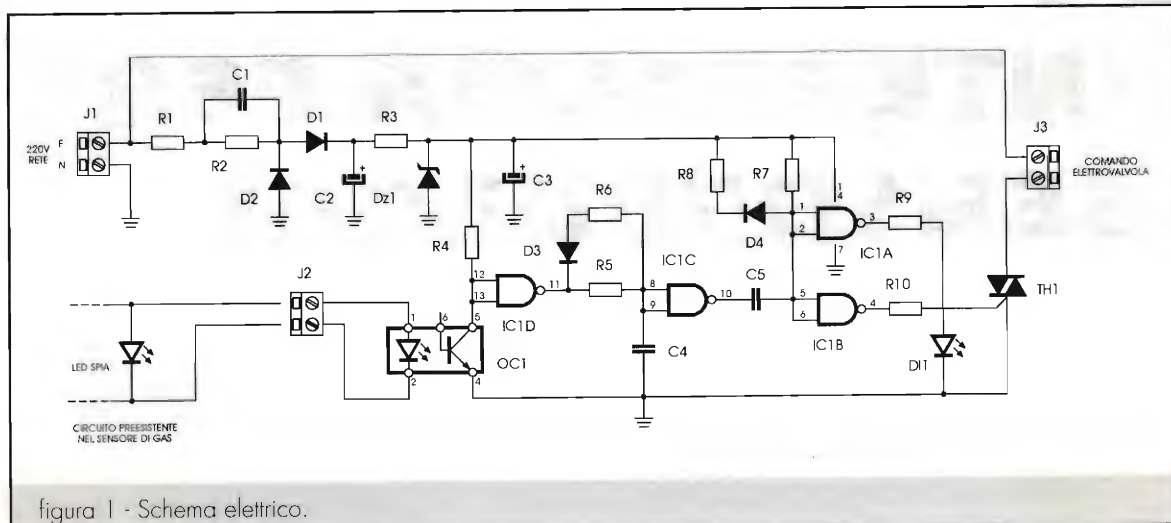 J1
220V
RETE
F
N
R1
C1
R2
D1
D2
C2
R3
Dz1
R4
C3
D3
R6
R5
12
13
11
IC1D
8
9
10
IC1C
C4
C5
R8
R7
D4
1
2
3
1
4
7
IC1A
5
6
4
IC1B
R9
R10
DI1
TH1
J3
COMANDO
ELETTROVALVOLA
J2
1
6
5
2
4
OC1
LED SPIA
CIRCUITO PREESISTENTE
NEL SENSORE DI GAS
figura 1 - Schema elettrico.